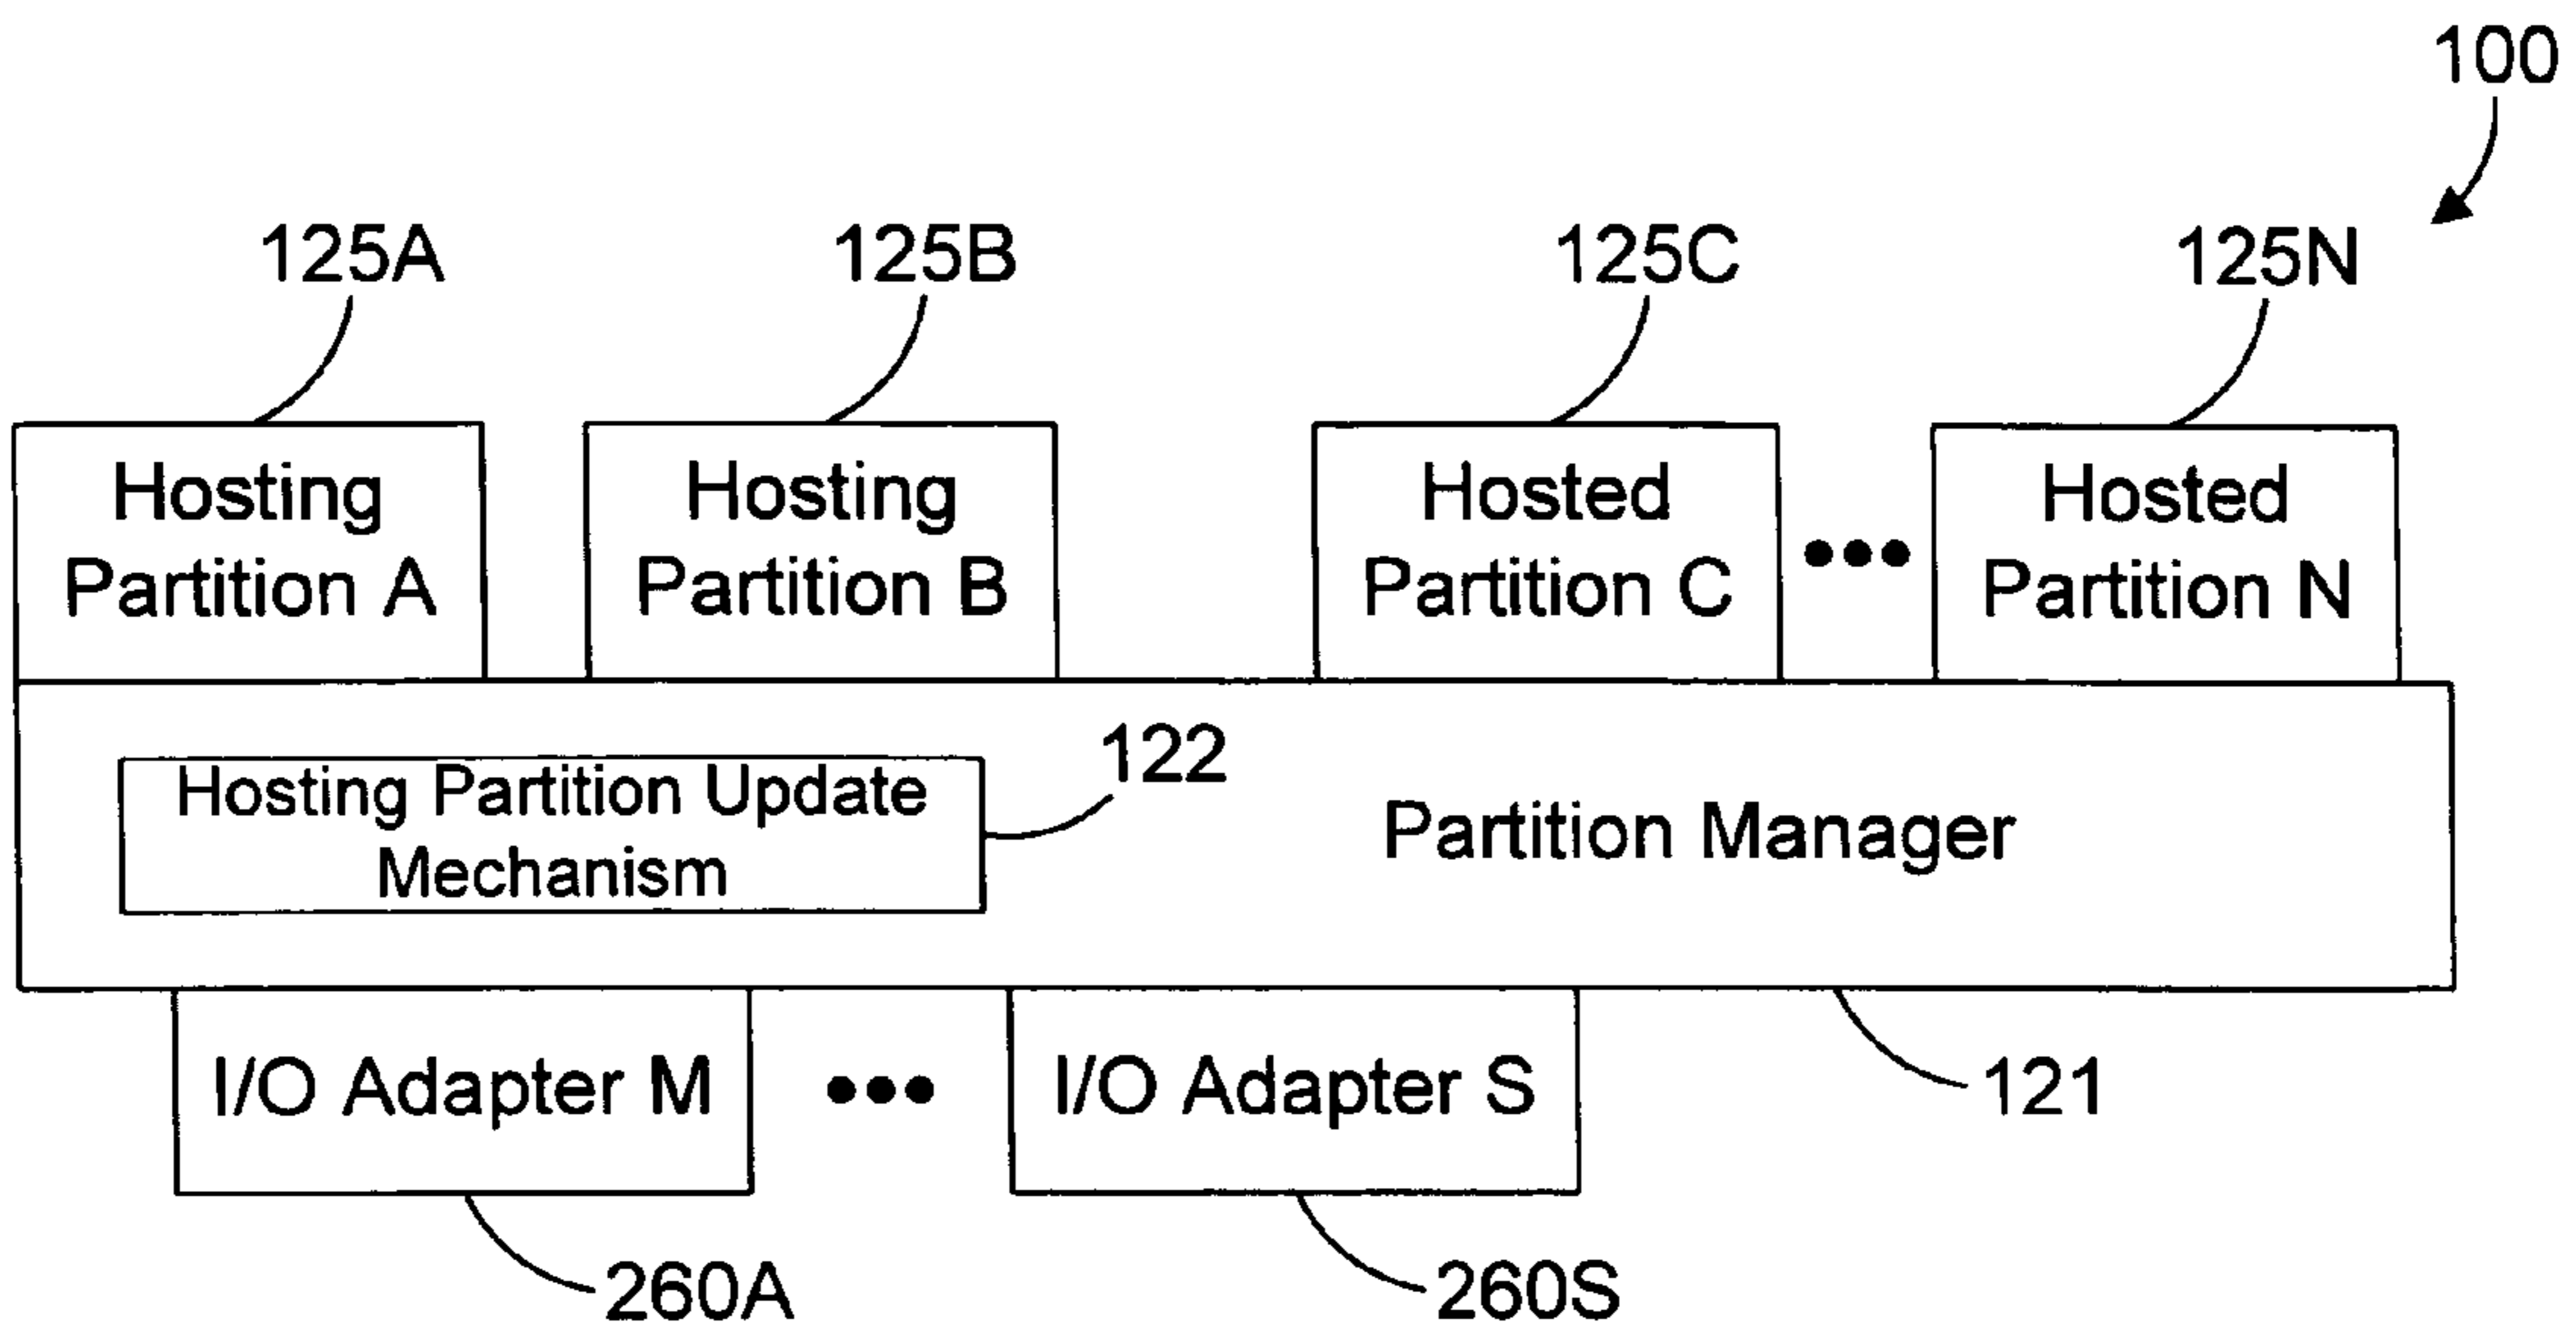 100
125A
125B
125C
125N
Hosting
Partition A
Hosting
Partition B
Hosted
Partition C
•••
Hosted
Partition N
Hosting Partition Update
Mechanism
122
Partition Manager
I/O Adapter M
•••
I/O Adapter S
121
260A
260S